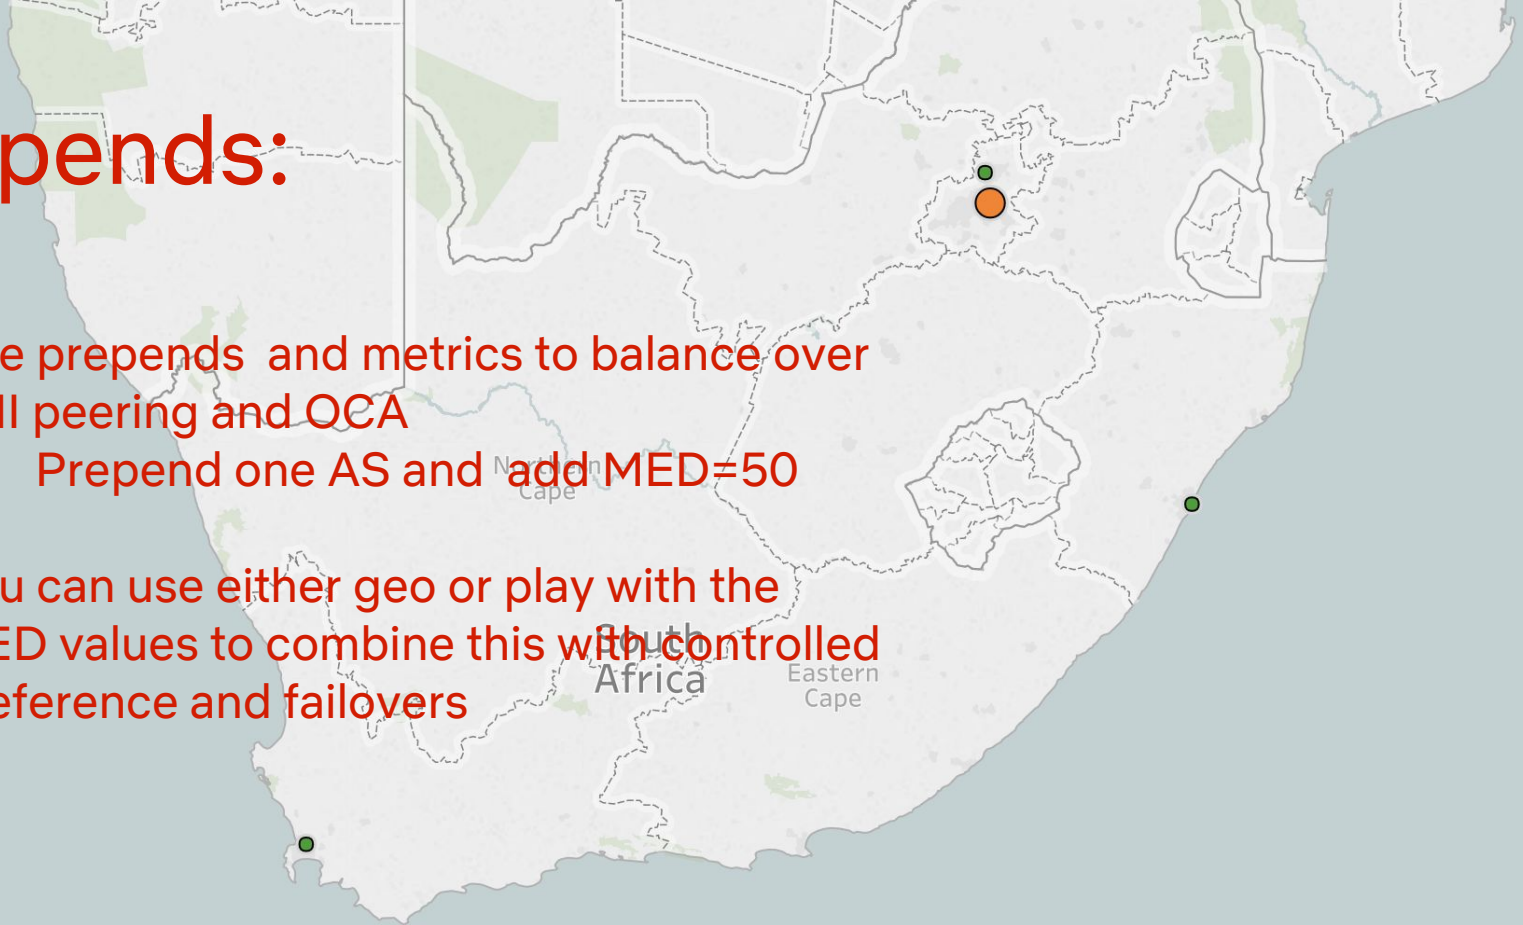 pends:
e prepends and metrics to balance over
ll peering and OCA
Prepend one AS and add MED=50
Northern
Cape
u can use either geo or play with the
ED values to combine this with controlled
eference and failovers
South
Africa
Eastern
Cape